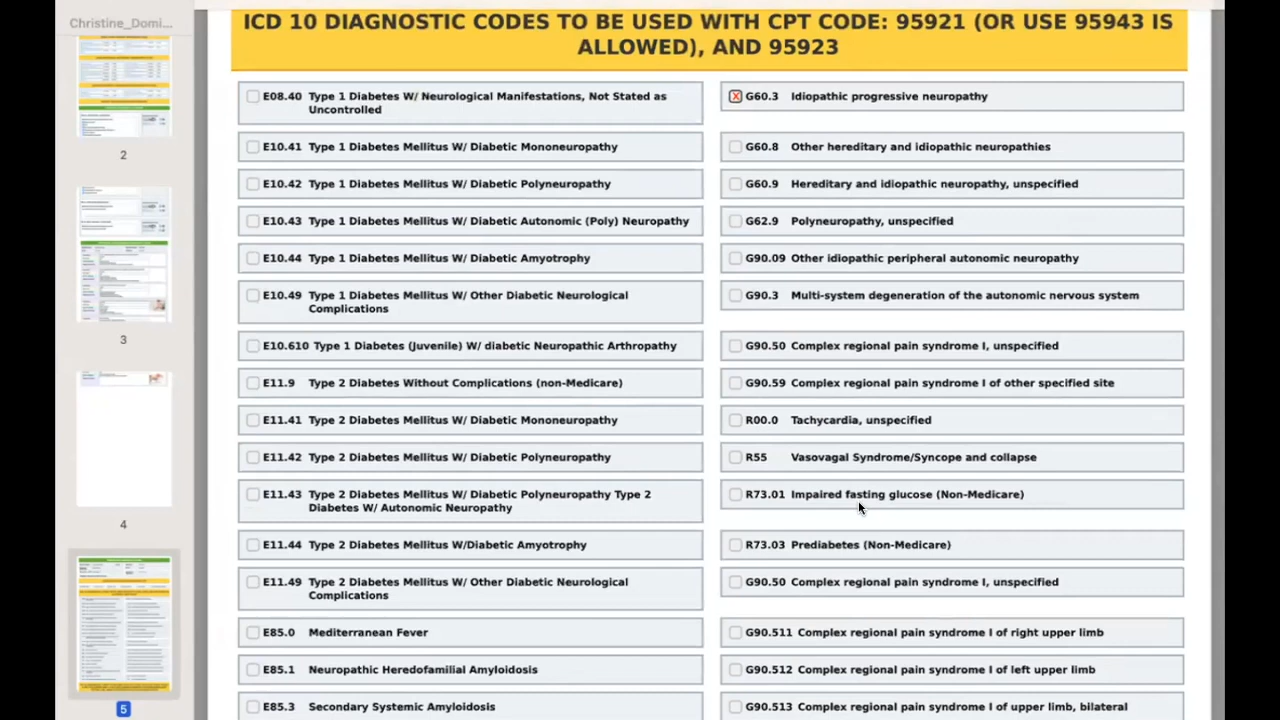 Christine_Domi...
2
3
4
5
ICD 10 DIAGNOSTIC CODES TO BE USED WITH CPT CODE: 95921 (OR USE 95943 IS
ALLOWED), AND 95923
E08.40 Type 1 Diabetes W/ Neurological Manifestations, Not Stated as
Uncontrolled
E10.41 Type 1 Diabetes Mellitus W/ Diabetic Mononeuropathy
E10.42 Type 1 Diabetes Mellitus W/ Diabetic Polyneuropathy
E10.43 Type 1 Diabetes Mellitus W/ Diabetic Autonomic (Poly) Neuropathy
E10.44 Type 1 Diabetes Mellitus W/ Diabetic Amyotrophy
E10.49 Type 1 Diabetes Mellitus W/ Other Diabetic Neurological
Complications
E10.610 Type 1 Diabetes (Juvenile) W/ diabetic Neuropathic Arthropathy
E11.9 Type 2 Diabetes Without Complications (non-Medicare)
E11.41 Type 2 Diabetes Mellitus W/ Diabetic Mononeuropathy
E11.42 Type 2 Diabetes Mellitus W/ Diabetic Polyneuropathy
E11.43 Type 2 Diabetes Mellitus W/ Diabetic Polyneuropathy Type 2
Diabetes W/ Autonomic Neuropathy
E11.44 Type 2 Diabetes Mellitus W/Diabetic Amyotrophy
E11.49 Type 2 Diabetes Mellitus W/ Other Diabetic Neurological
Complications
E85.0 Mediterranean Fever
E85.1 Neuropathic Heredofamilial Amyloidosis
E85.3 Secondary Systemic Amyloidosis
X G60.3 Idiopathic progressive neuropathy
G60.8 Other hereditary and idiopathic neuropathies
G60.9 Hereditary and idiopathic neuropathy, unspecified
G62.9 Polyneuropathy, unspecified
G90.09 Other idiopathic peripheral autonomic neuropathy
G90.3 Multi-system degeneration of the autonomic nervous system
G90.50 Complex regional pain syndrome I, unspecified
G90.59 Complex regional pain syndrome I of other specified site
R00.0 Tachycardia, unspecified
R55 Vasovagal Syndrome/Syncope and collapse
R73.01 Impaired fasting glucose (Non-Medicare)
R73.03 Prediabetes (Non-Medicare)
G90.50 Complex regional pain syndrome I, unspecified
G90.511 Complex regional pain syndrome I of right upper limb
G90.512 Complex regional pain syndrome I of left upper limb
G90.513 Complex regional pain syndrome I of upper limb, bilateral